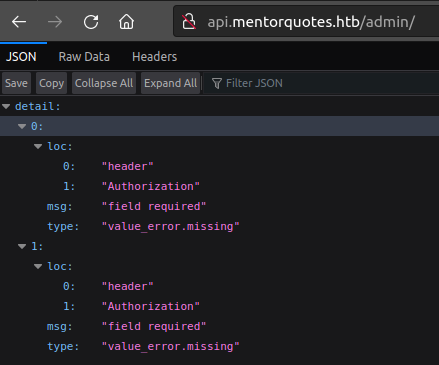 api.mentorquotes.htb/admin/
JSON Raw Data Headers
Save Copy Collapse All Expand All Filter JSON
detail:
0:
loc:
0: "header"
1: "Authorization"
msg: "field required"
type: "value_error.missing"
1:
loc:
0: "header"
1: "Authorization"
msg: "field required"
type: "value_error.missing"